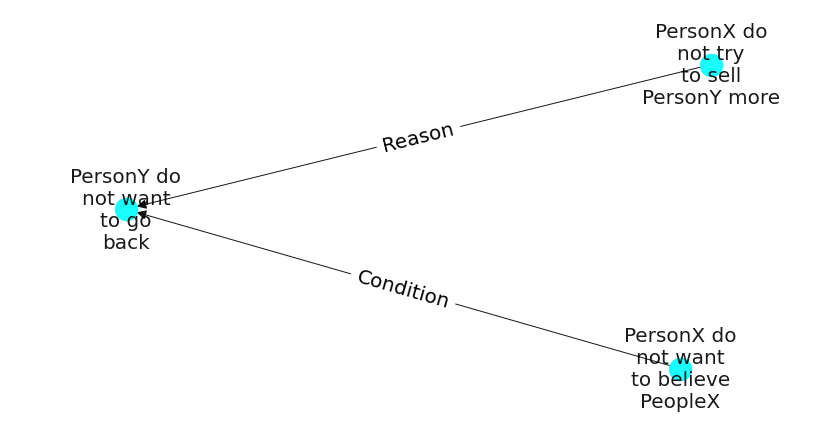 PersonX do
not try
to sell
PersonY more
Reason
PersonY do
not want
to go
back
Condition
PersonX do
not want
to believe
PeopleX